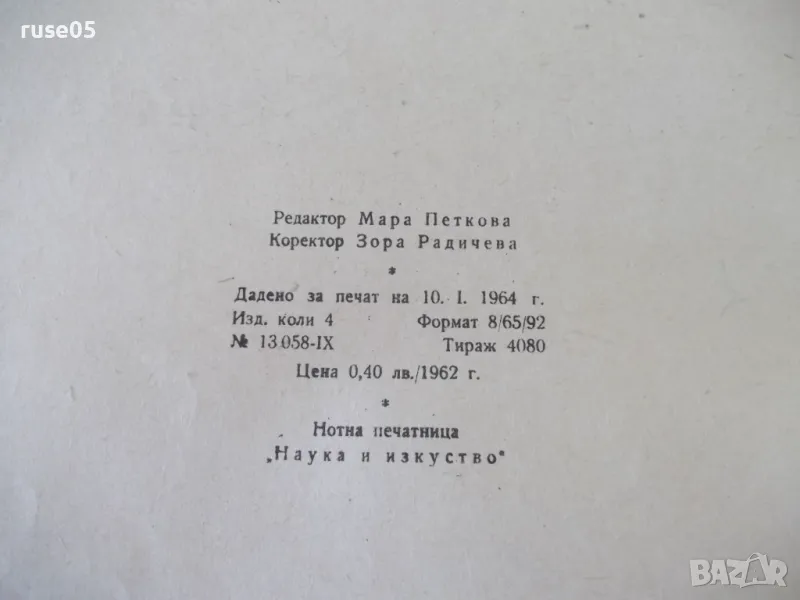 ruse05
Редактор Мара Петкова
Коректор Зора Радичева
*
Дадено за печат на 10. I. 1964 г.
Изд. коли 4 Формат 8/65/92
№ 13.058-IX Тираж 4080
Цена 0,40 лв./1962 г.
*
Нотна печатница
„Наука и изкуство"
BAZAR